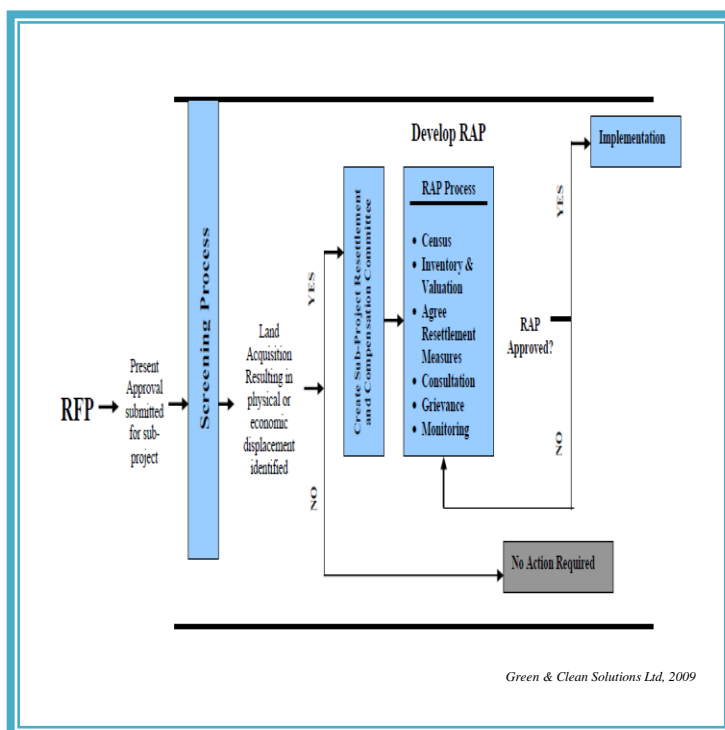 Develop RAP
Implementation
RAP Process
• Census
• Inventory &
Valuation
• Agree
Resettlement
Measures
• Consultation
• Grievance
• Monitoring
Create Sub-Project Resettlement
and Compensation Committee
Screening Process
YES
YES
RAP
Approved?
Land
Acquisition
Resulting in
physical or
economic
displacement
identified
Present
Approval
submitted
for sub-
project
RFP
NO
NO
No Action Required
Green & Clean Solutions Ltd, 2009